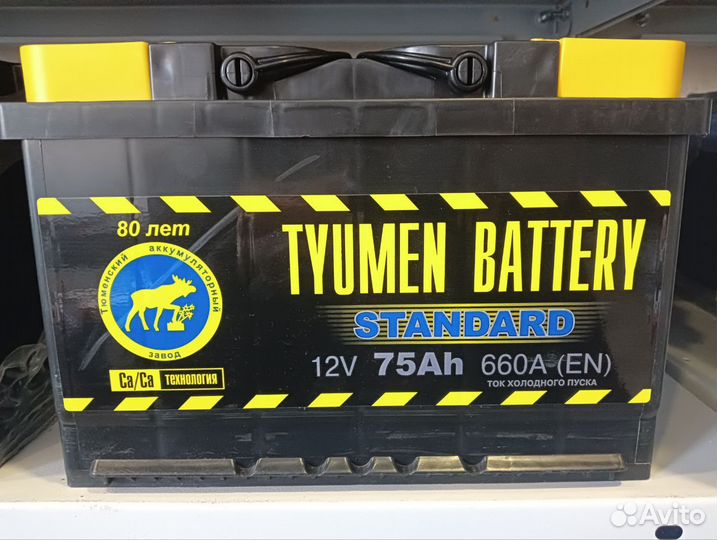 80 лет
Тюменский аккумуляторный
завод
Ca/Ca технология
TYUMEN BATTERY
STANDARD
12V 75Ah 660A (EN)
ТОК ХОЛОДНОГО ПУСКА
Avito